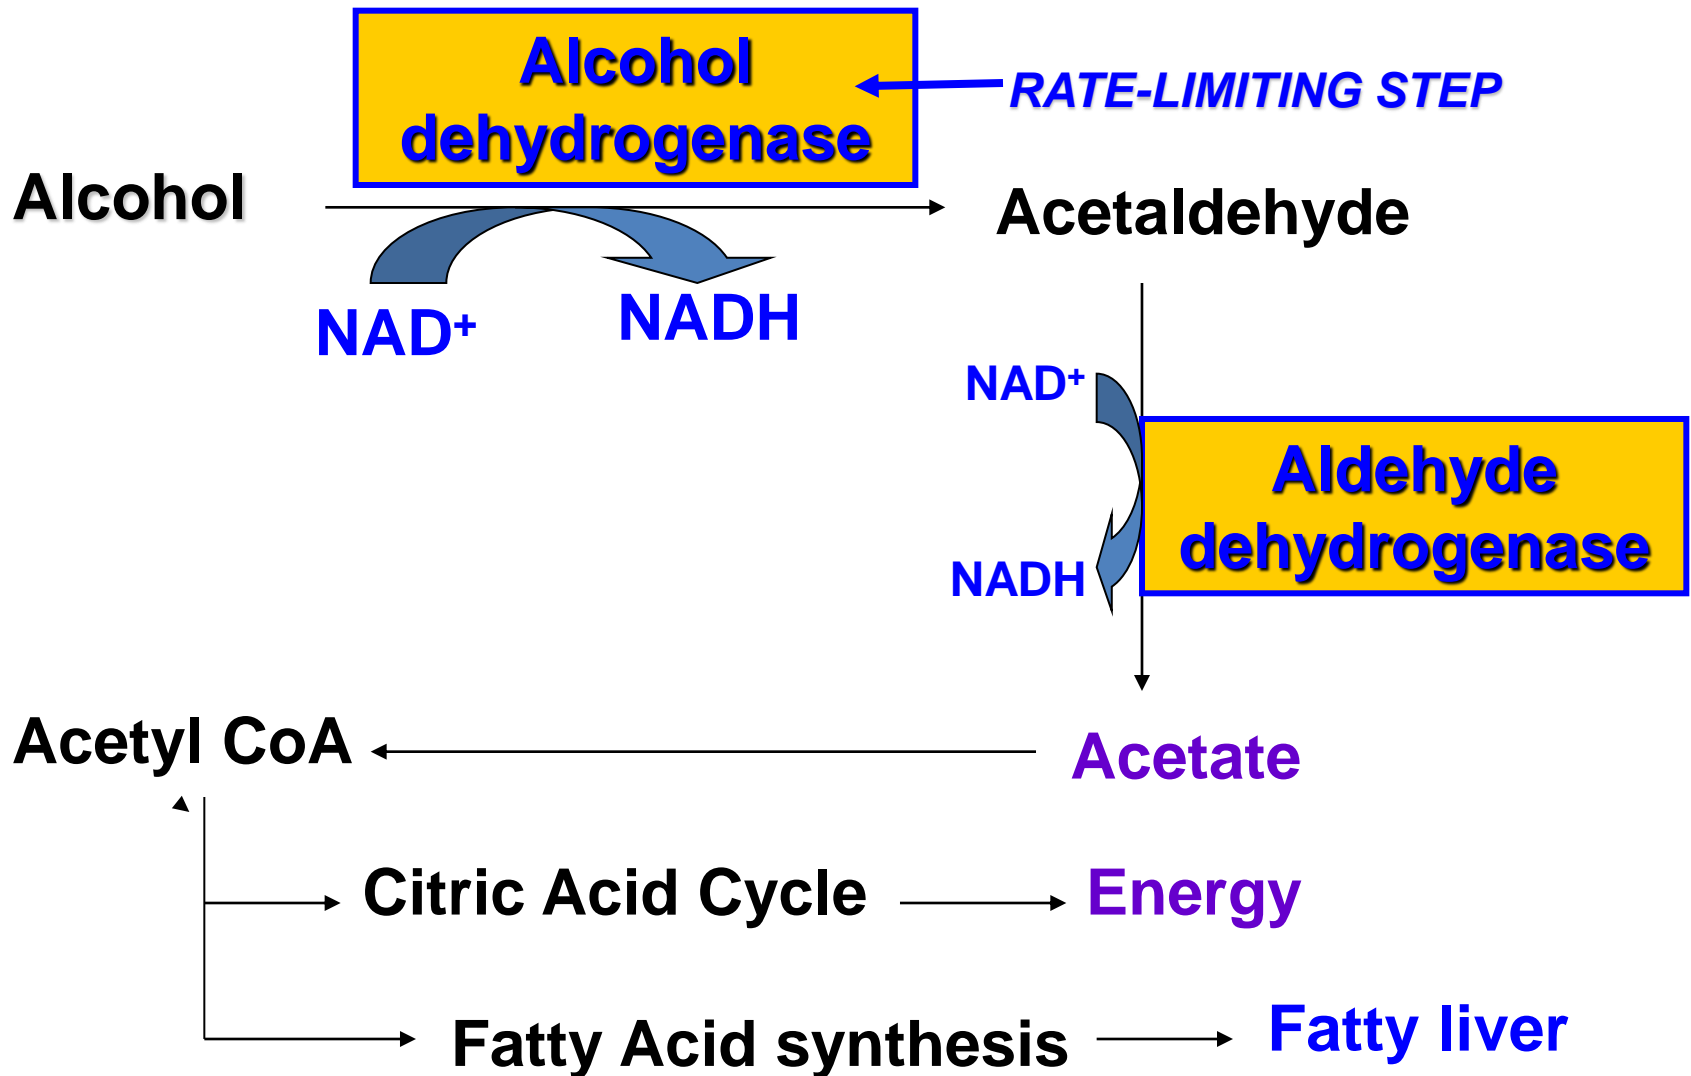 Alcohol
dehydrogenase
RATE-LIMITING STEP
Alcohol
Acetaldehyde
NAD⁺
NADH
NAD⁺
Aldehyde
dehydrogenase
NADH
Acetyl CoA
Acetate
Citric Acid Cycle
Energy
Fatty Acid synthesis
Fatty liver